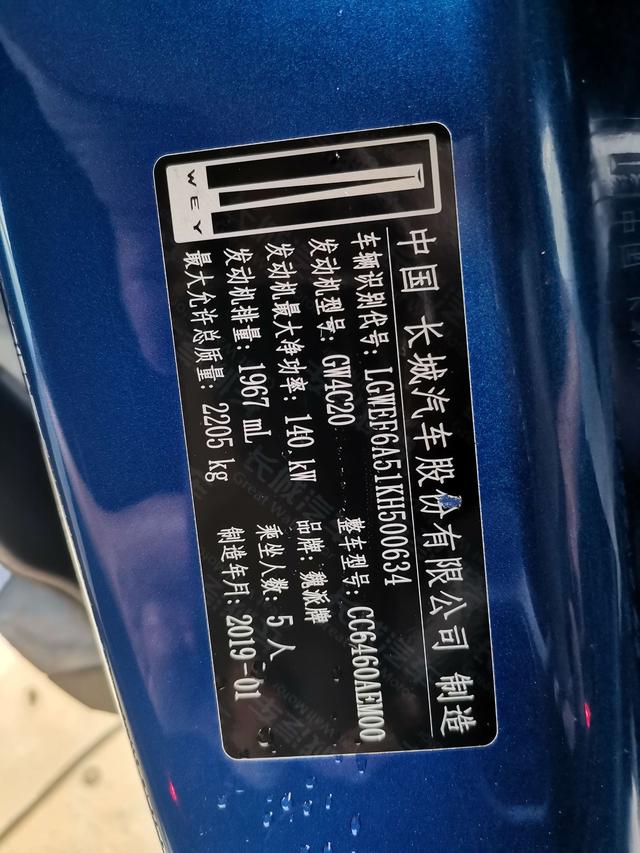 WEY
中国 长城汽车股份有限公司 制造
车辆识别代号: LGWEF6A51KH500634
发动机型号: GW4C20 整车型号: CC6460AEM00
发动机最大净功率: 140 kW 品牌: 魏派牌
发动机排量: 1967 mL 乘坐人数: 5 人
最大允许总质量: 2205 kg 制造年月: 2019-01